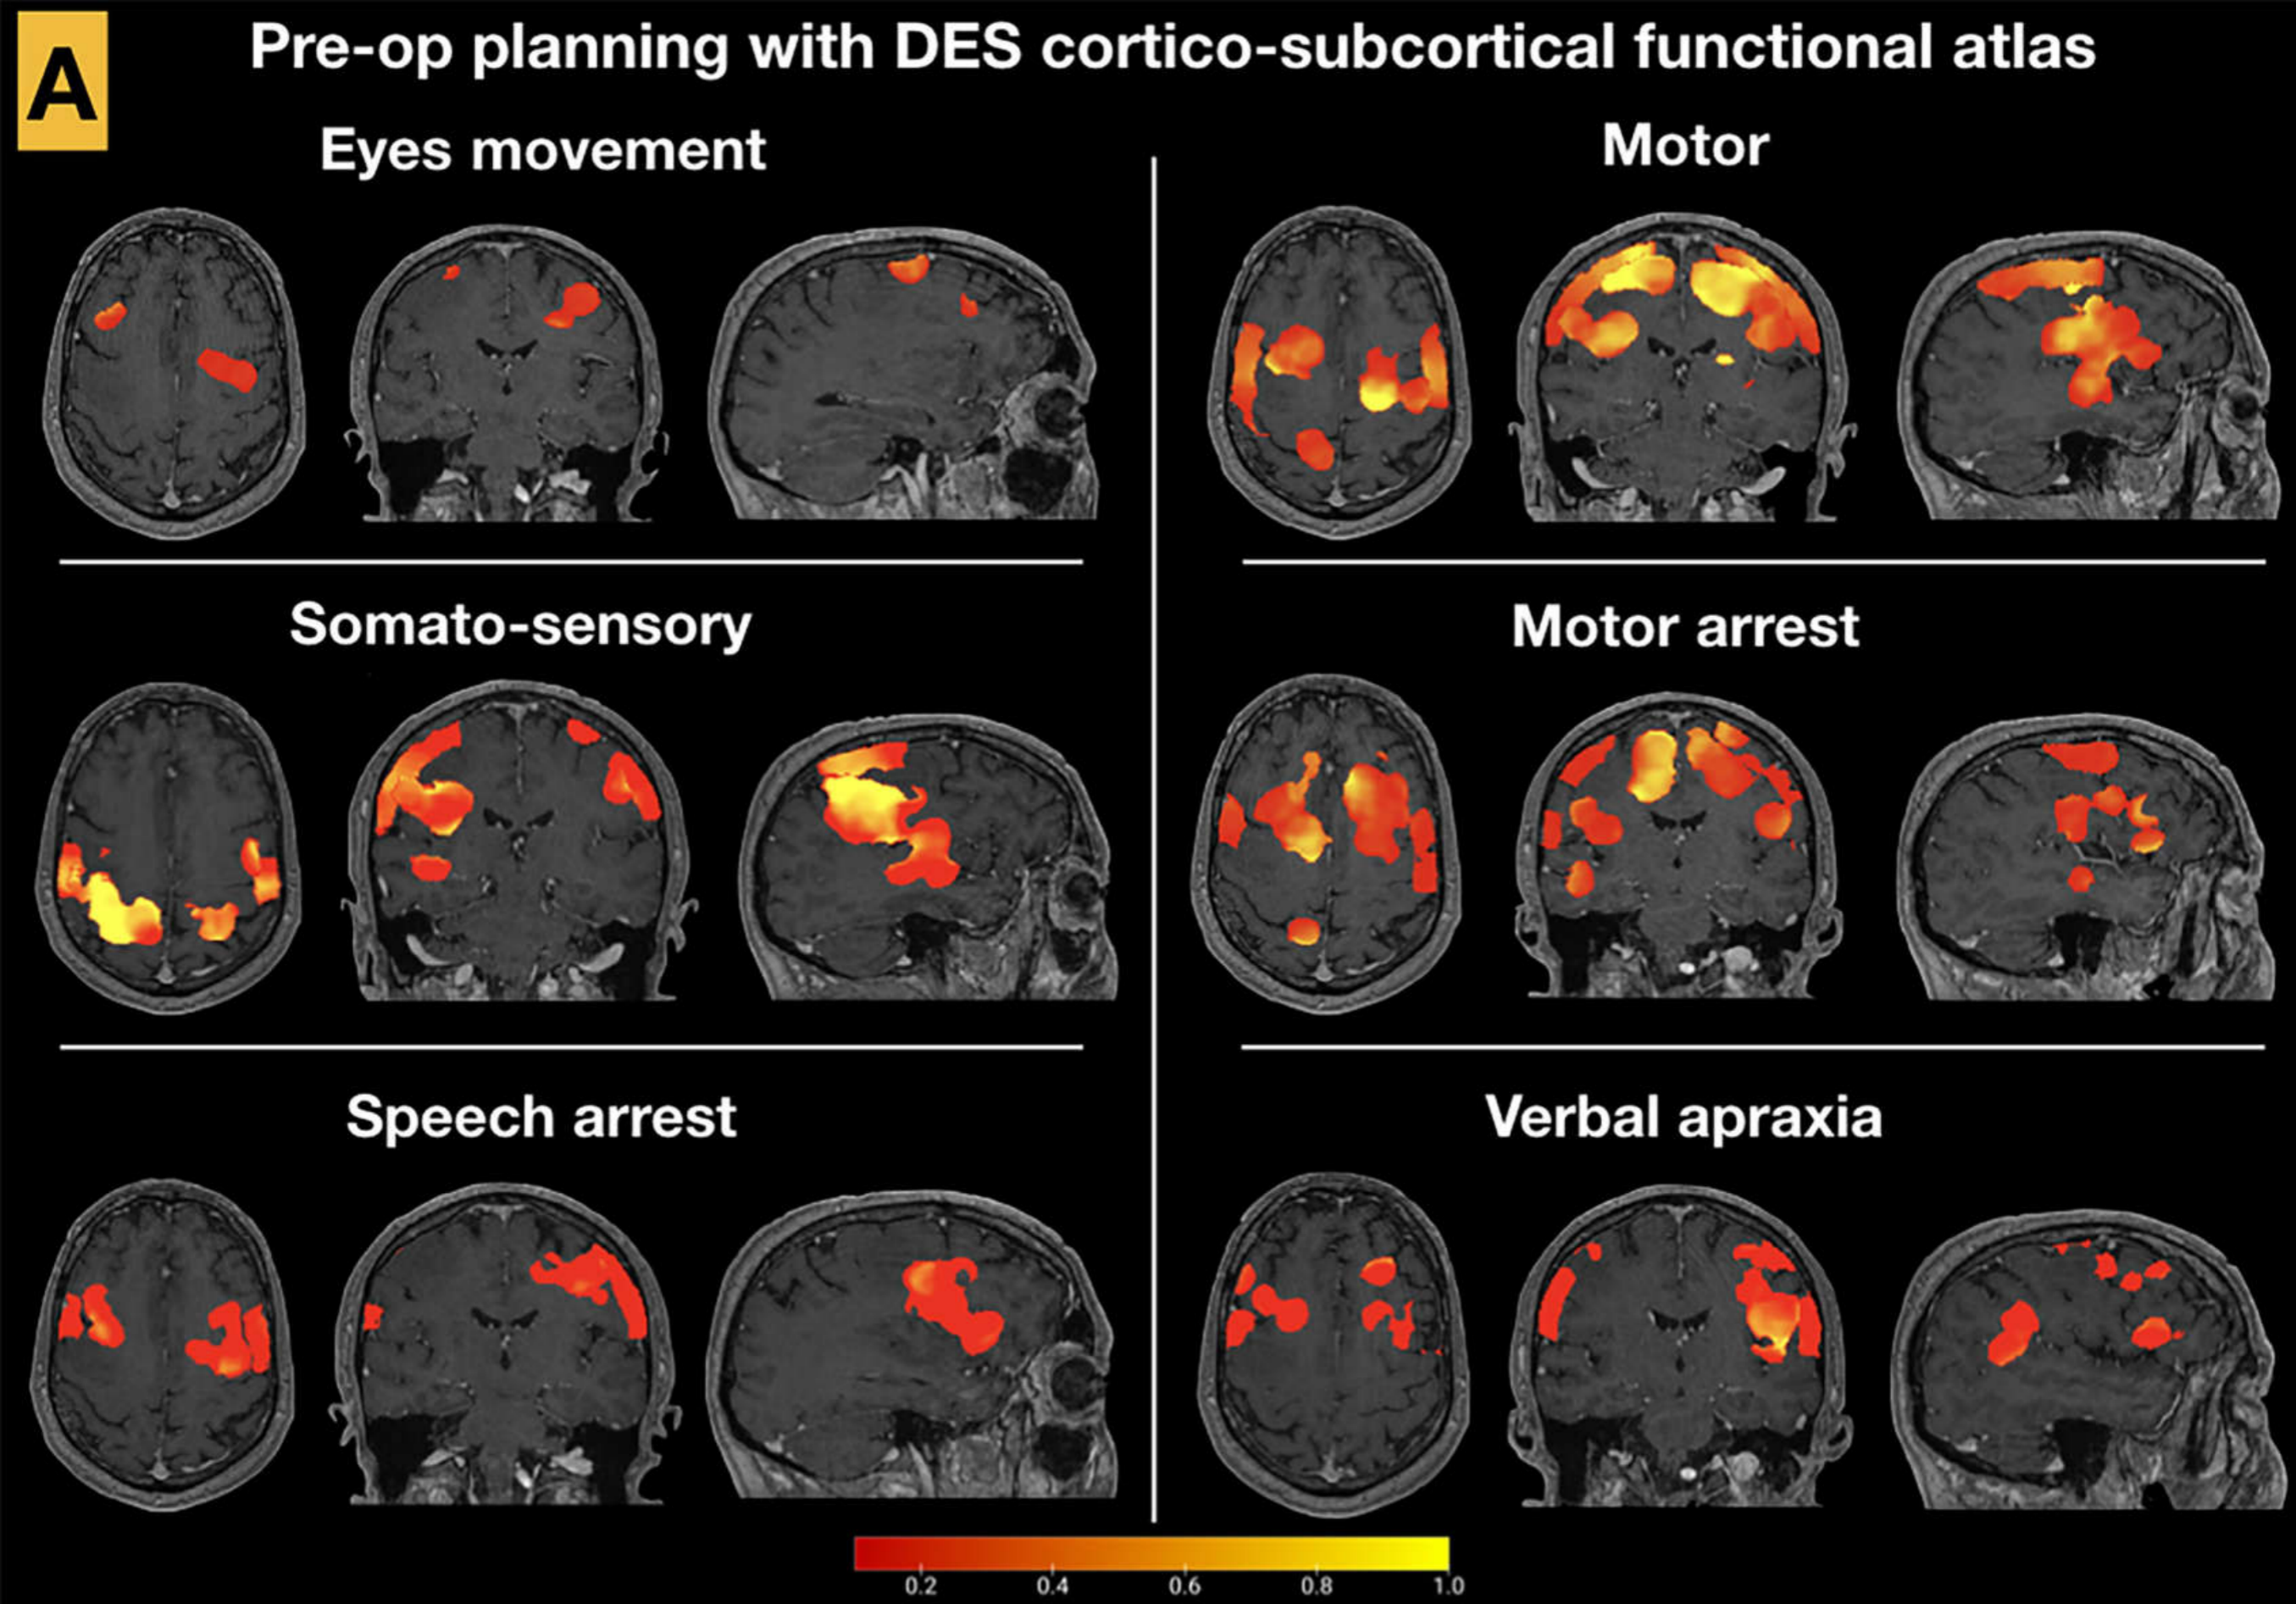 A
Pre-op planning with DES cortico-subcortical functional atlas
Eyes movement
Motor
Somato-sensory
Motor arrest
Speech arrest
Verbal apraxia
0.2 0.4 0.6 0.8 1.0